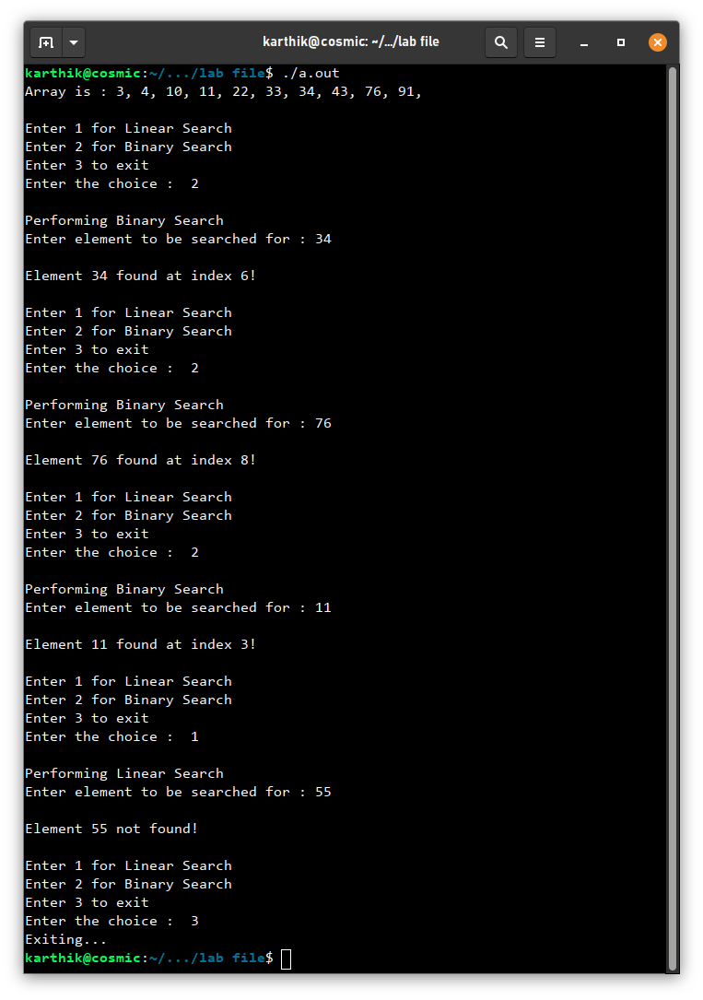 karthik@cosmic: ~/.../lab file
karthik@cosmic:~/.../lab file$ ./a.out
Array is : 3, 4, 10, 11, 22, 33, 34, 43, 76, 91,

Enter 1 for Linear Search
Enter 2 for Binary Search
Enter 3 to exit
Enter the choice :  2

Performing Binary Search
Enter element to be searched for : 34

Element 34 found at index 6!

Enter 1 for Linear Search
Enter 2 for Binary Search
Enter 3 to exit
Enter the choice :  2

Performing Binary Search
Enter element to be searched for : 76

Element 76 found at index 8!

Enter 1 for Linear Search
Enter 2 for Binary Search
Enter 3 to exit
Enter the choice :  2

Performing Binary Search
Enter element to be searched for : 11

Element 11 found at index 3!

Enter 1 for Linear Search
Enter 2 for Binary Search
Enter 3 to exit
Enter the choice :  1

Performing Linear Search
Enter element to be searched for : 55

Element 55 not found!

Enter 1 for Linear Search
Enter 2 for Binary Search
Enter 3 to exit
Enter the choice :  3
Exiting...
karthik@cosmic:~/.../lab file$